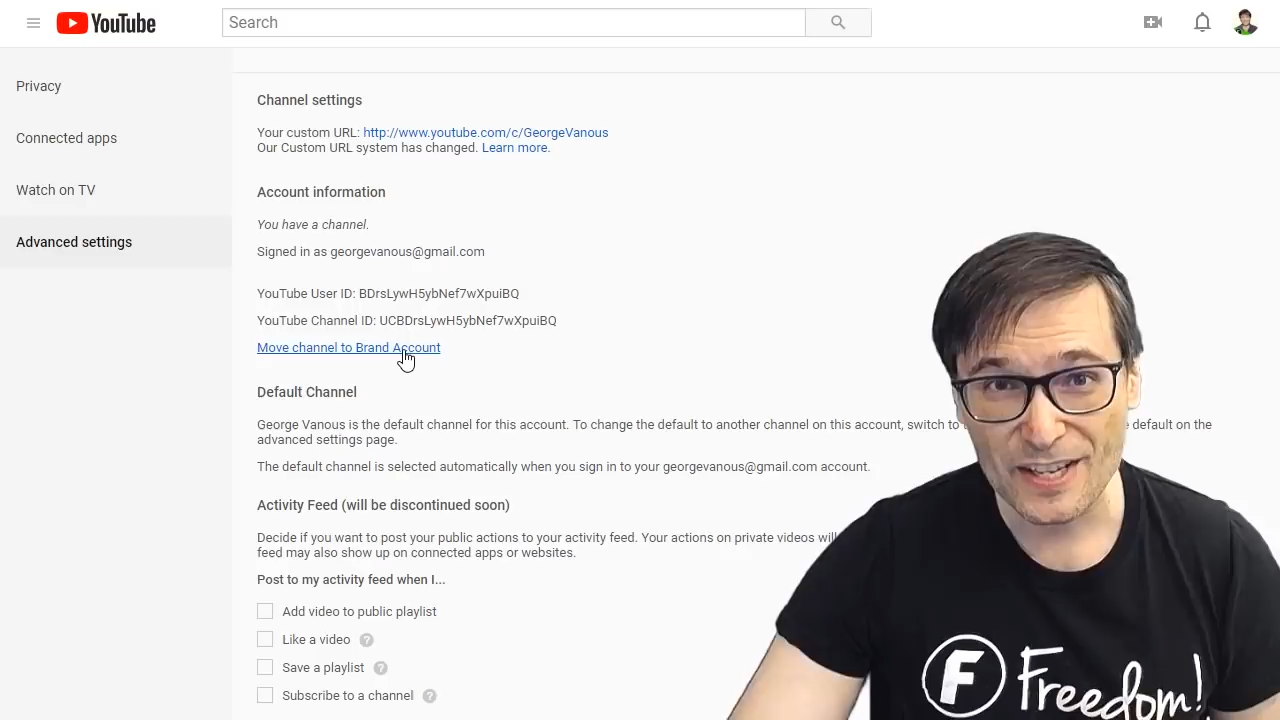 YouTube
Search
Privacy
Connected apps
Watch on TV
Advanced settings
Channel settings
Your custom URL: http://www.youtube.com/c/GeorgeVanous
Our Custom URL system has changed. Learn more.
Account information
You have a channel.
Signed in as georgevanous@gmail.com
YouTube User ID: BDrsLywH5ybNef7wXpuiBQ
YouTube Channel ID: UCBDrsLywH5ybNef7wXpuiBQ
Move channel to Brand Account
Default Channel
George Vanous is the default channel for this account. To change the default to another channel on this account, switch to default on the
advanced settings page.
The default channel is selected automatically when you sign in to your georgevanous@gmail.com account.
Activity Feed (will be discontinued soon)
Decide if you want to post your public actions to your activity feed. Your actions on private videos will
feed may also show up on connected apps or websites.
Post to my activity feed when I...
Add video to public playlist
Like a video ?
Save a playlist ?
Subscribe to a channel ?
F Freedom!